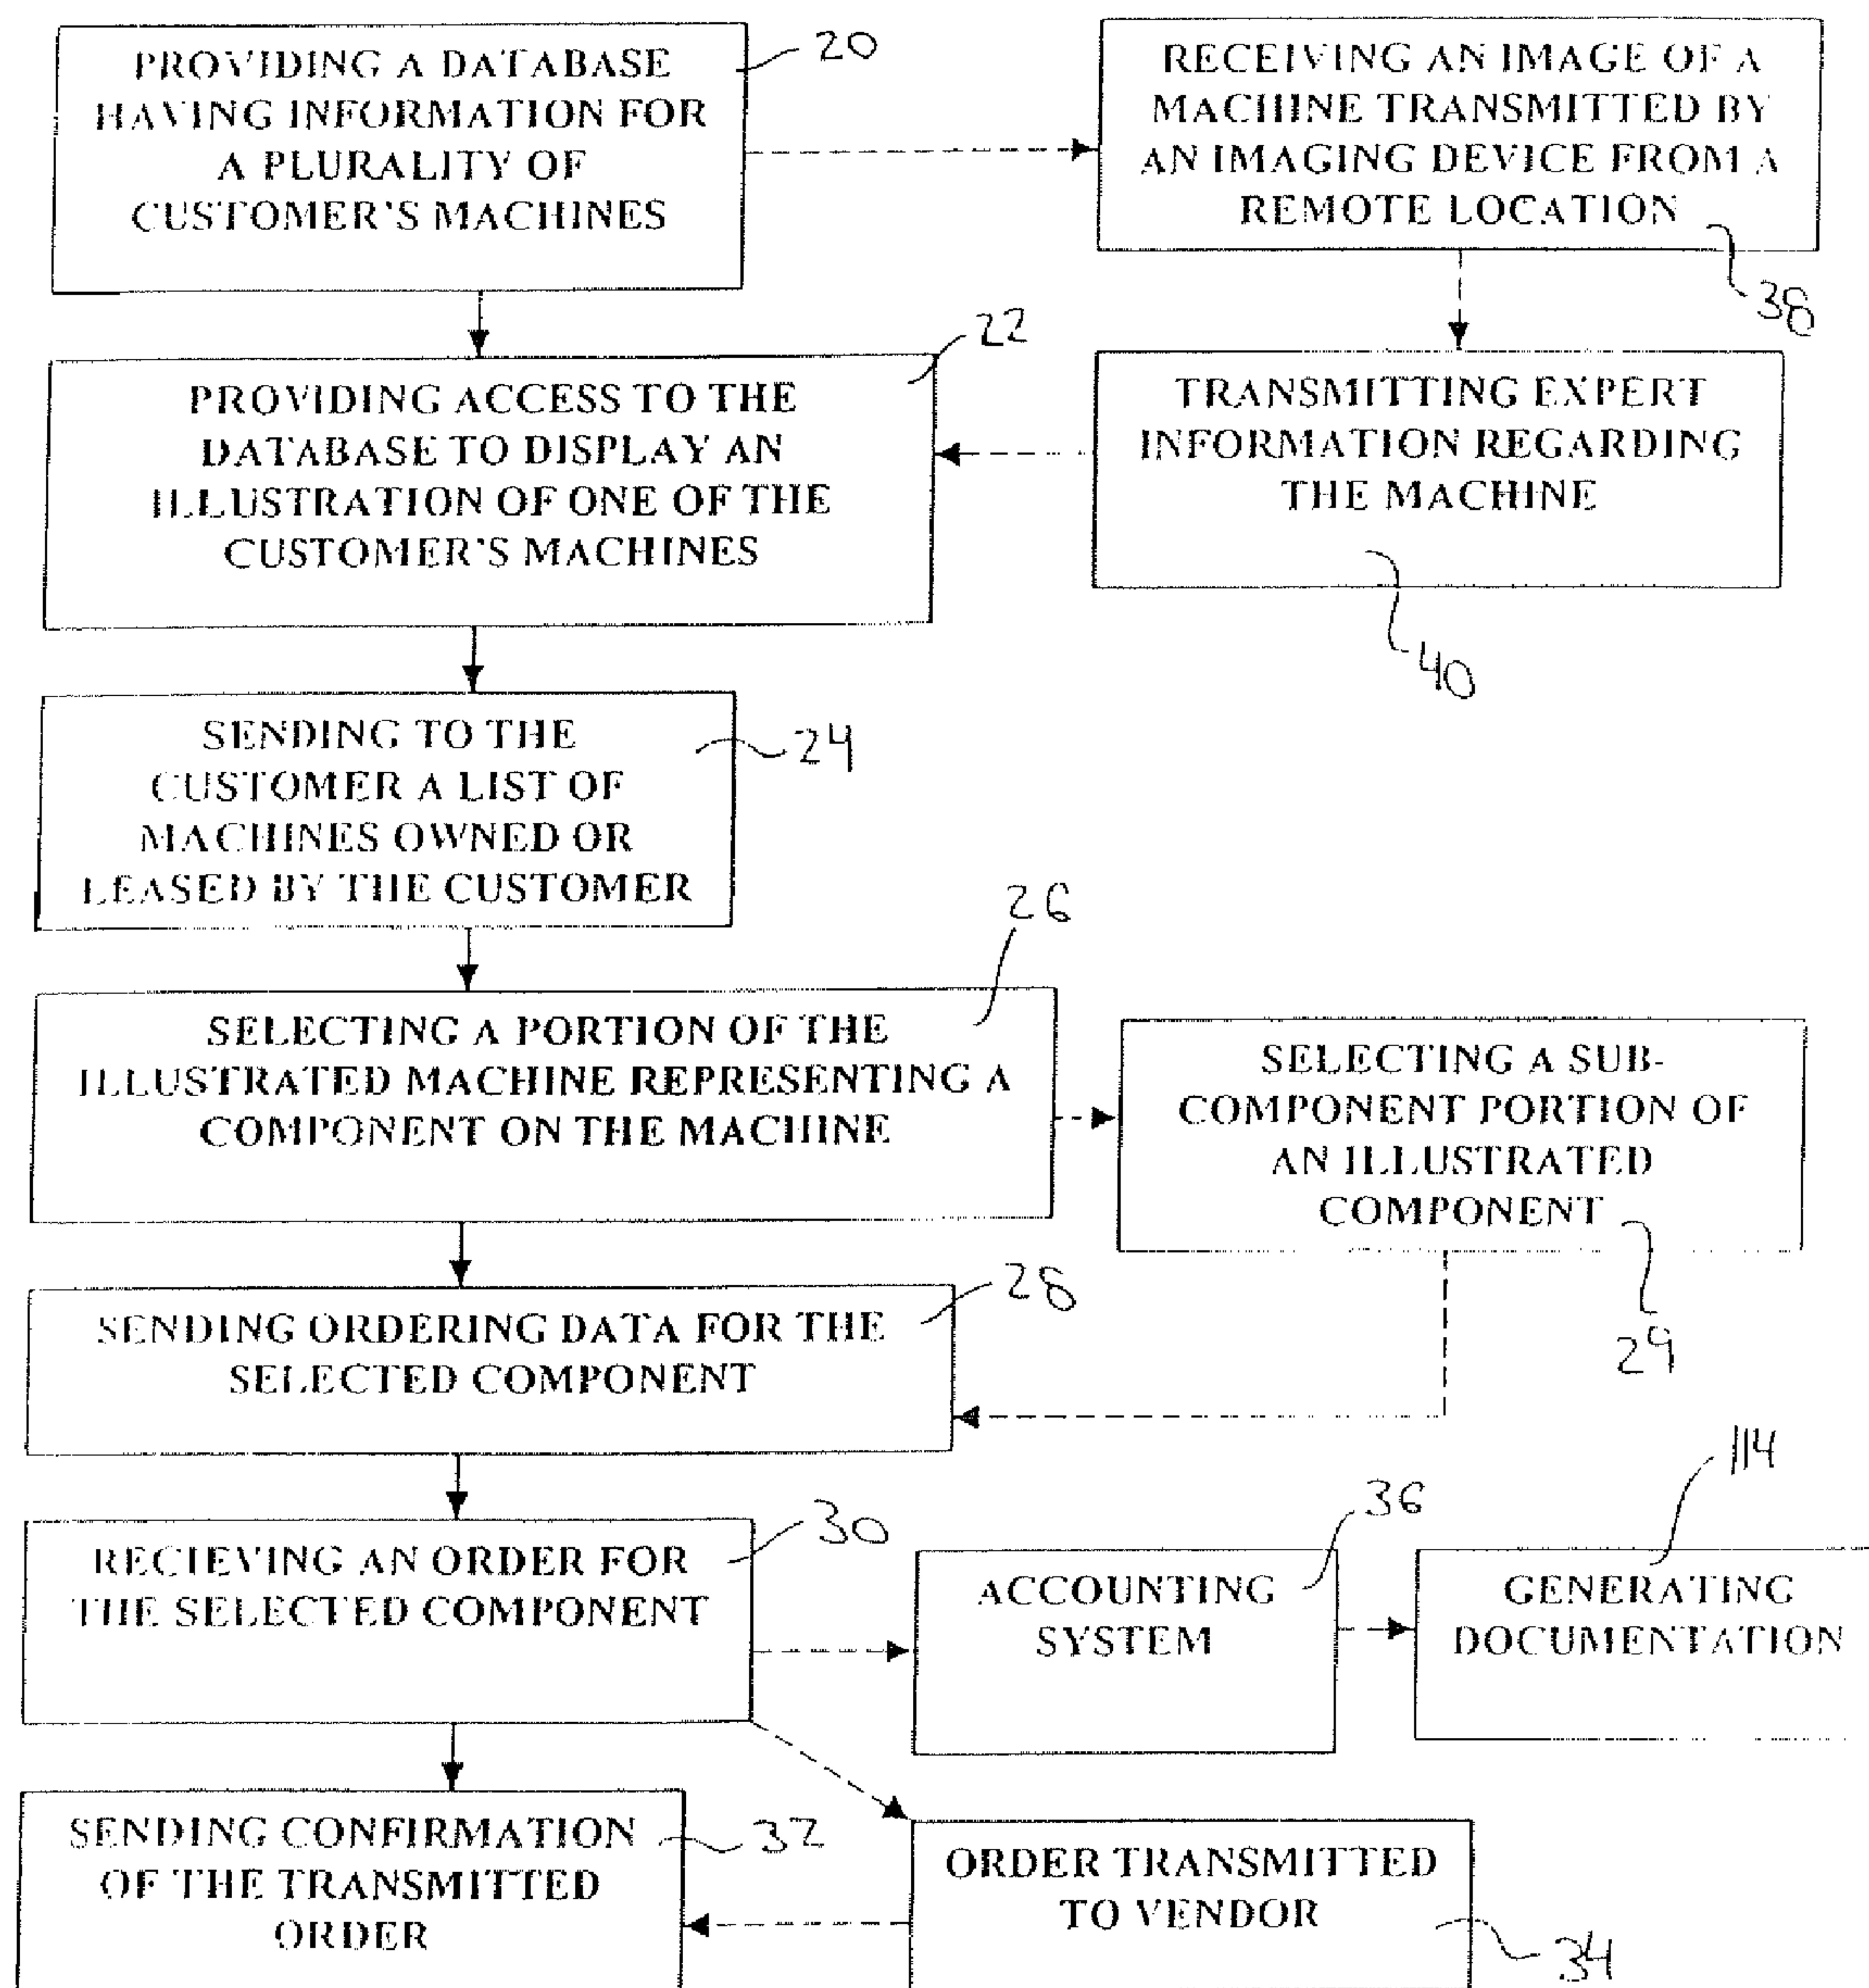 PROVIDING A DATABASE
HAVING INFORMATION FOR
A PLURALITY OF
CUSTOMER'S MACHINES
20
RECEIVING AN IMAGE OF A
MACHINE TRANSMITTED BY
AN IMAGING DEVICE FROM A
REMOTE LOCATION
38
PROVIDING ACCESS TO THE
DATABASE TO DISPLAY AN
ILLUSTRATION OF ONE OF THE
CUSTOMER'S MACHINES
22
TRANSMITTING EXPERT
INFORMATION REGARDING
THE MACHINE
40
SENDING TO THE
CUSTOMER A LIST OF
MACHINES OWNED OR
LEASED BY THE CUSTOMER
24
SELECTING A PORTION OF THE
ILLUSTRATED MACHINE REPRESENTING A
COMPONENT ON THE MACHINE
26
SELECTING A SUB-
COMPONENT PORTION OF
AN ILLUSTRATED
COMPONENT
29
SENDING ORDERING DATA FOR THE
SELECTED COMPONENT
28
RECIEVING AN ORDER FOR
THE SELECTED COMPONENT
30
ACCOUNTING
SYSTEM
36
GENERATING
DOCUMENTATION
114
SENDING CONFIRMATION
OF THE TRANSMITTED
ORDER
32
ORDER TRANSMITTED
TO VENDOR
34